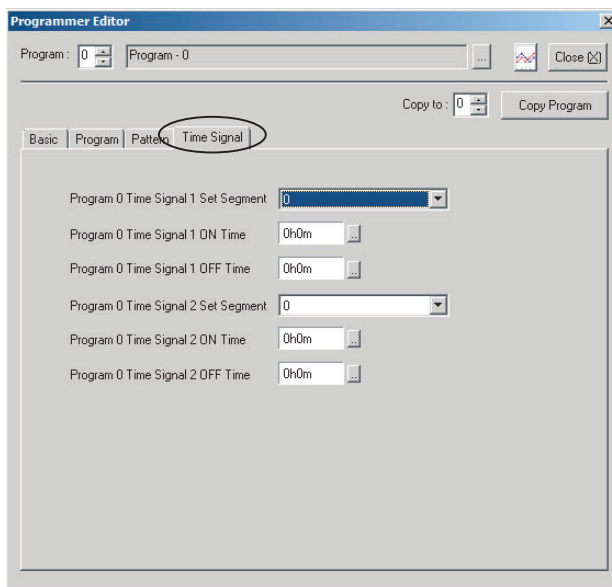 Programmer Editor
Program : 0 Program - 0 ... Close (X)
Copy to : 0 Copy Program
Basic Program Pattern Time Signal
Program 0 Time Signal 1 Set Segment 0
Program 0 Time Signal 1 ON Time 0h0m ..
Program 0 Time Signal 1 OFF Time 0h0m ..
Program 0 Time Signal 2 Set Segment 0
Program 0 Time Signal 2 ON Time 0h0m ..
Program 0 Time Signal 2 OFF Time 0h0m ..